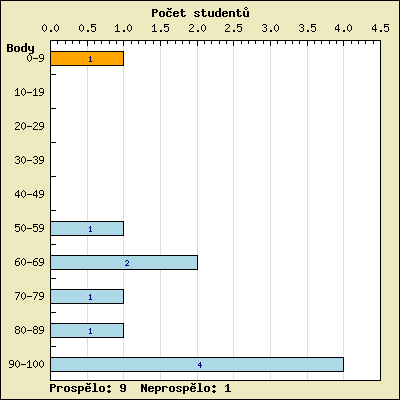 Počet studentů
0.0 0.5 1.0 1.5 2.0 2.5 3.0 3.5 4.0 4.5
Body
0-9 1
10-19
20-29
30-39
40-49
50-59 1
60-69 2
70-79 1
80-89 1
90-100 4
Prospělo: 9 Neprospělo: 1